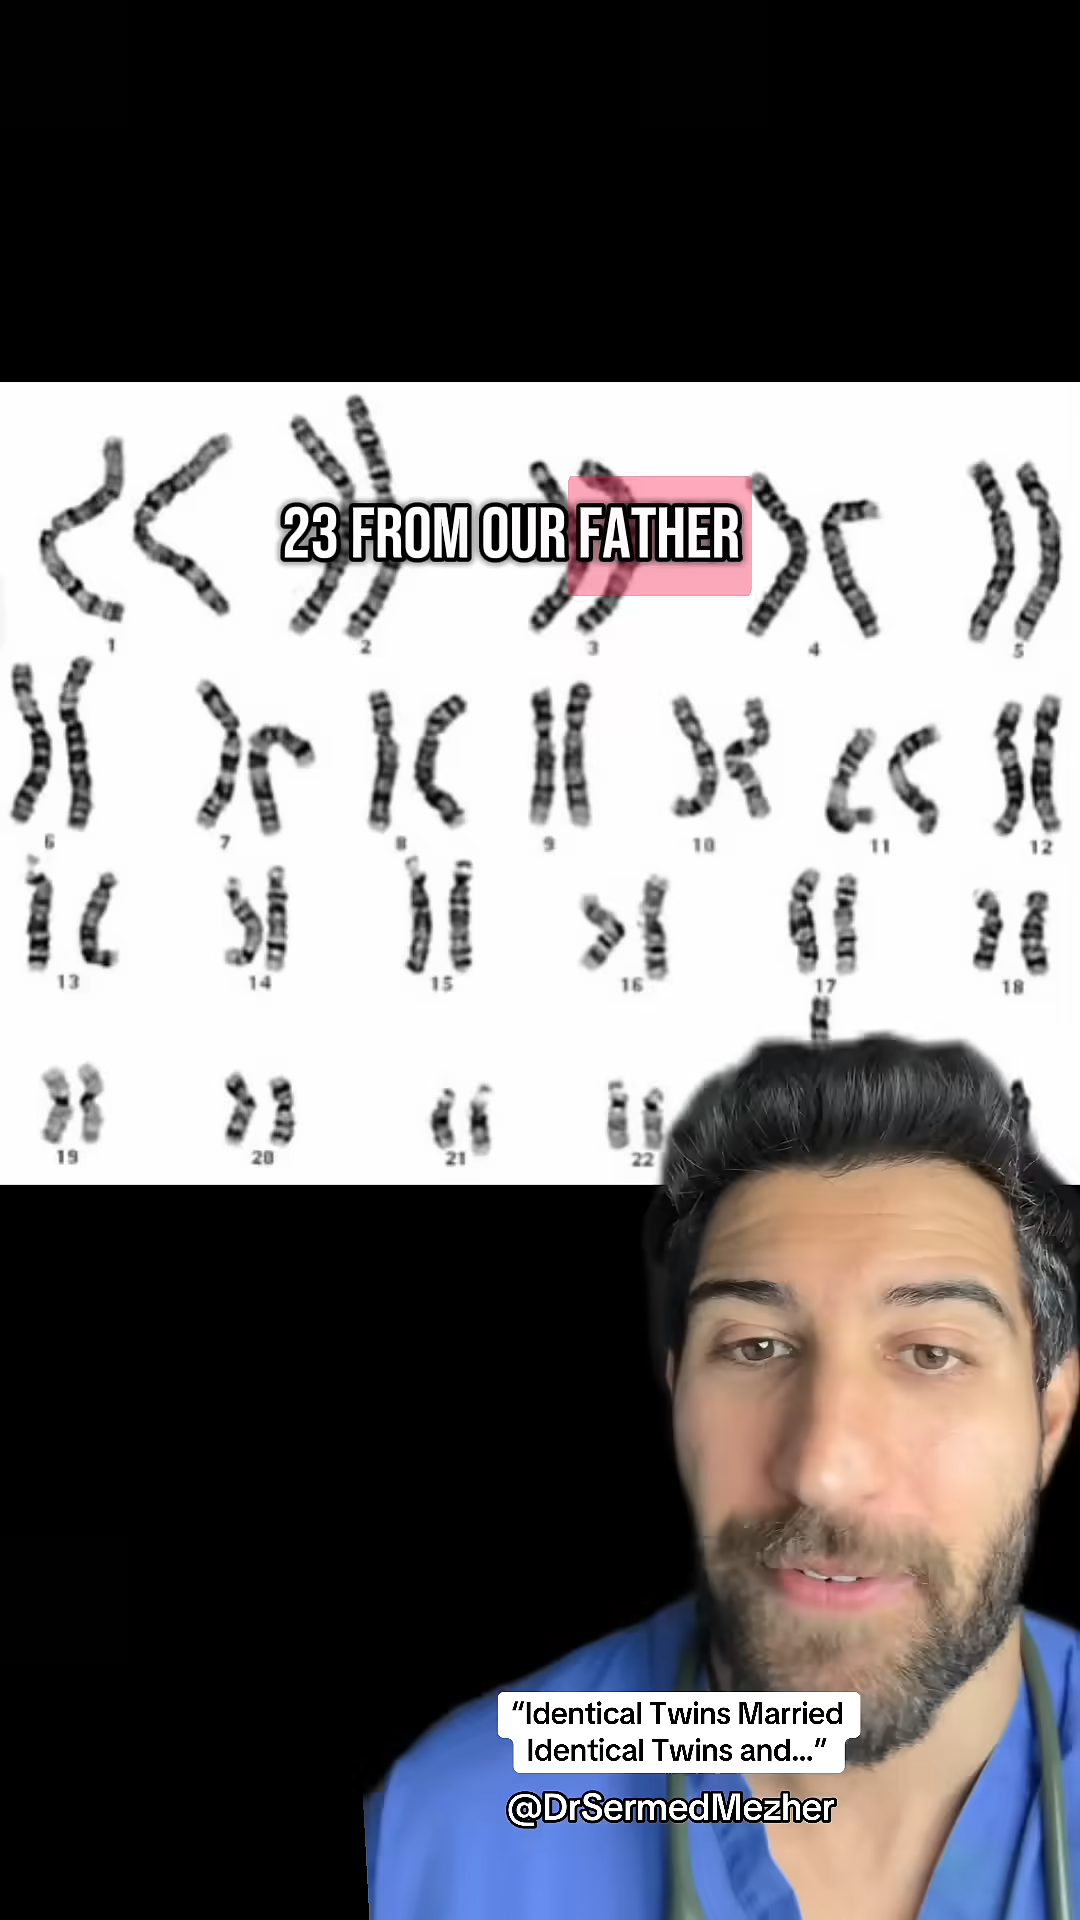 23 FROM OUR FATHER
1 2 3 4 5
6 7 8 9 10 11 12
13 14 15 16 17 18
19 20 21 22
“Identical Twins Married
Identical Twins and...”
@DrSermedMezher